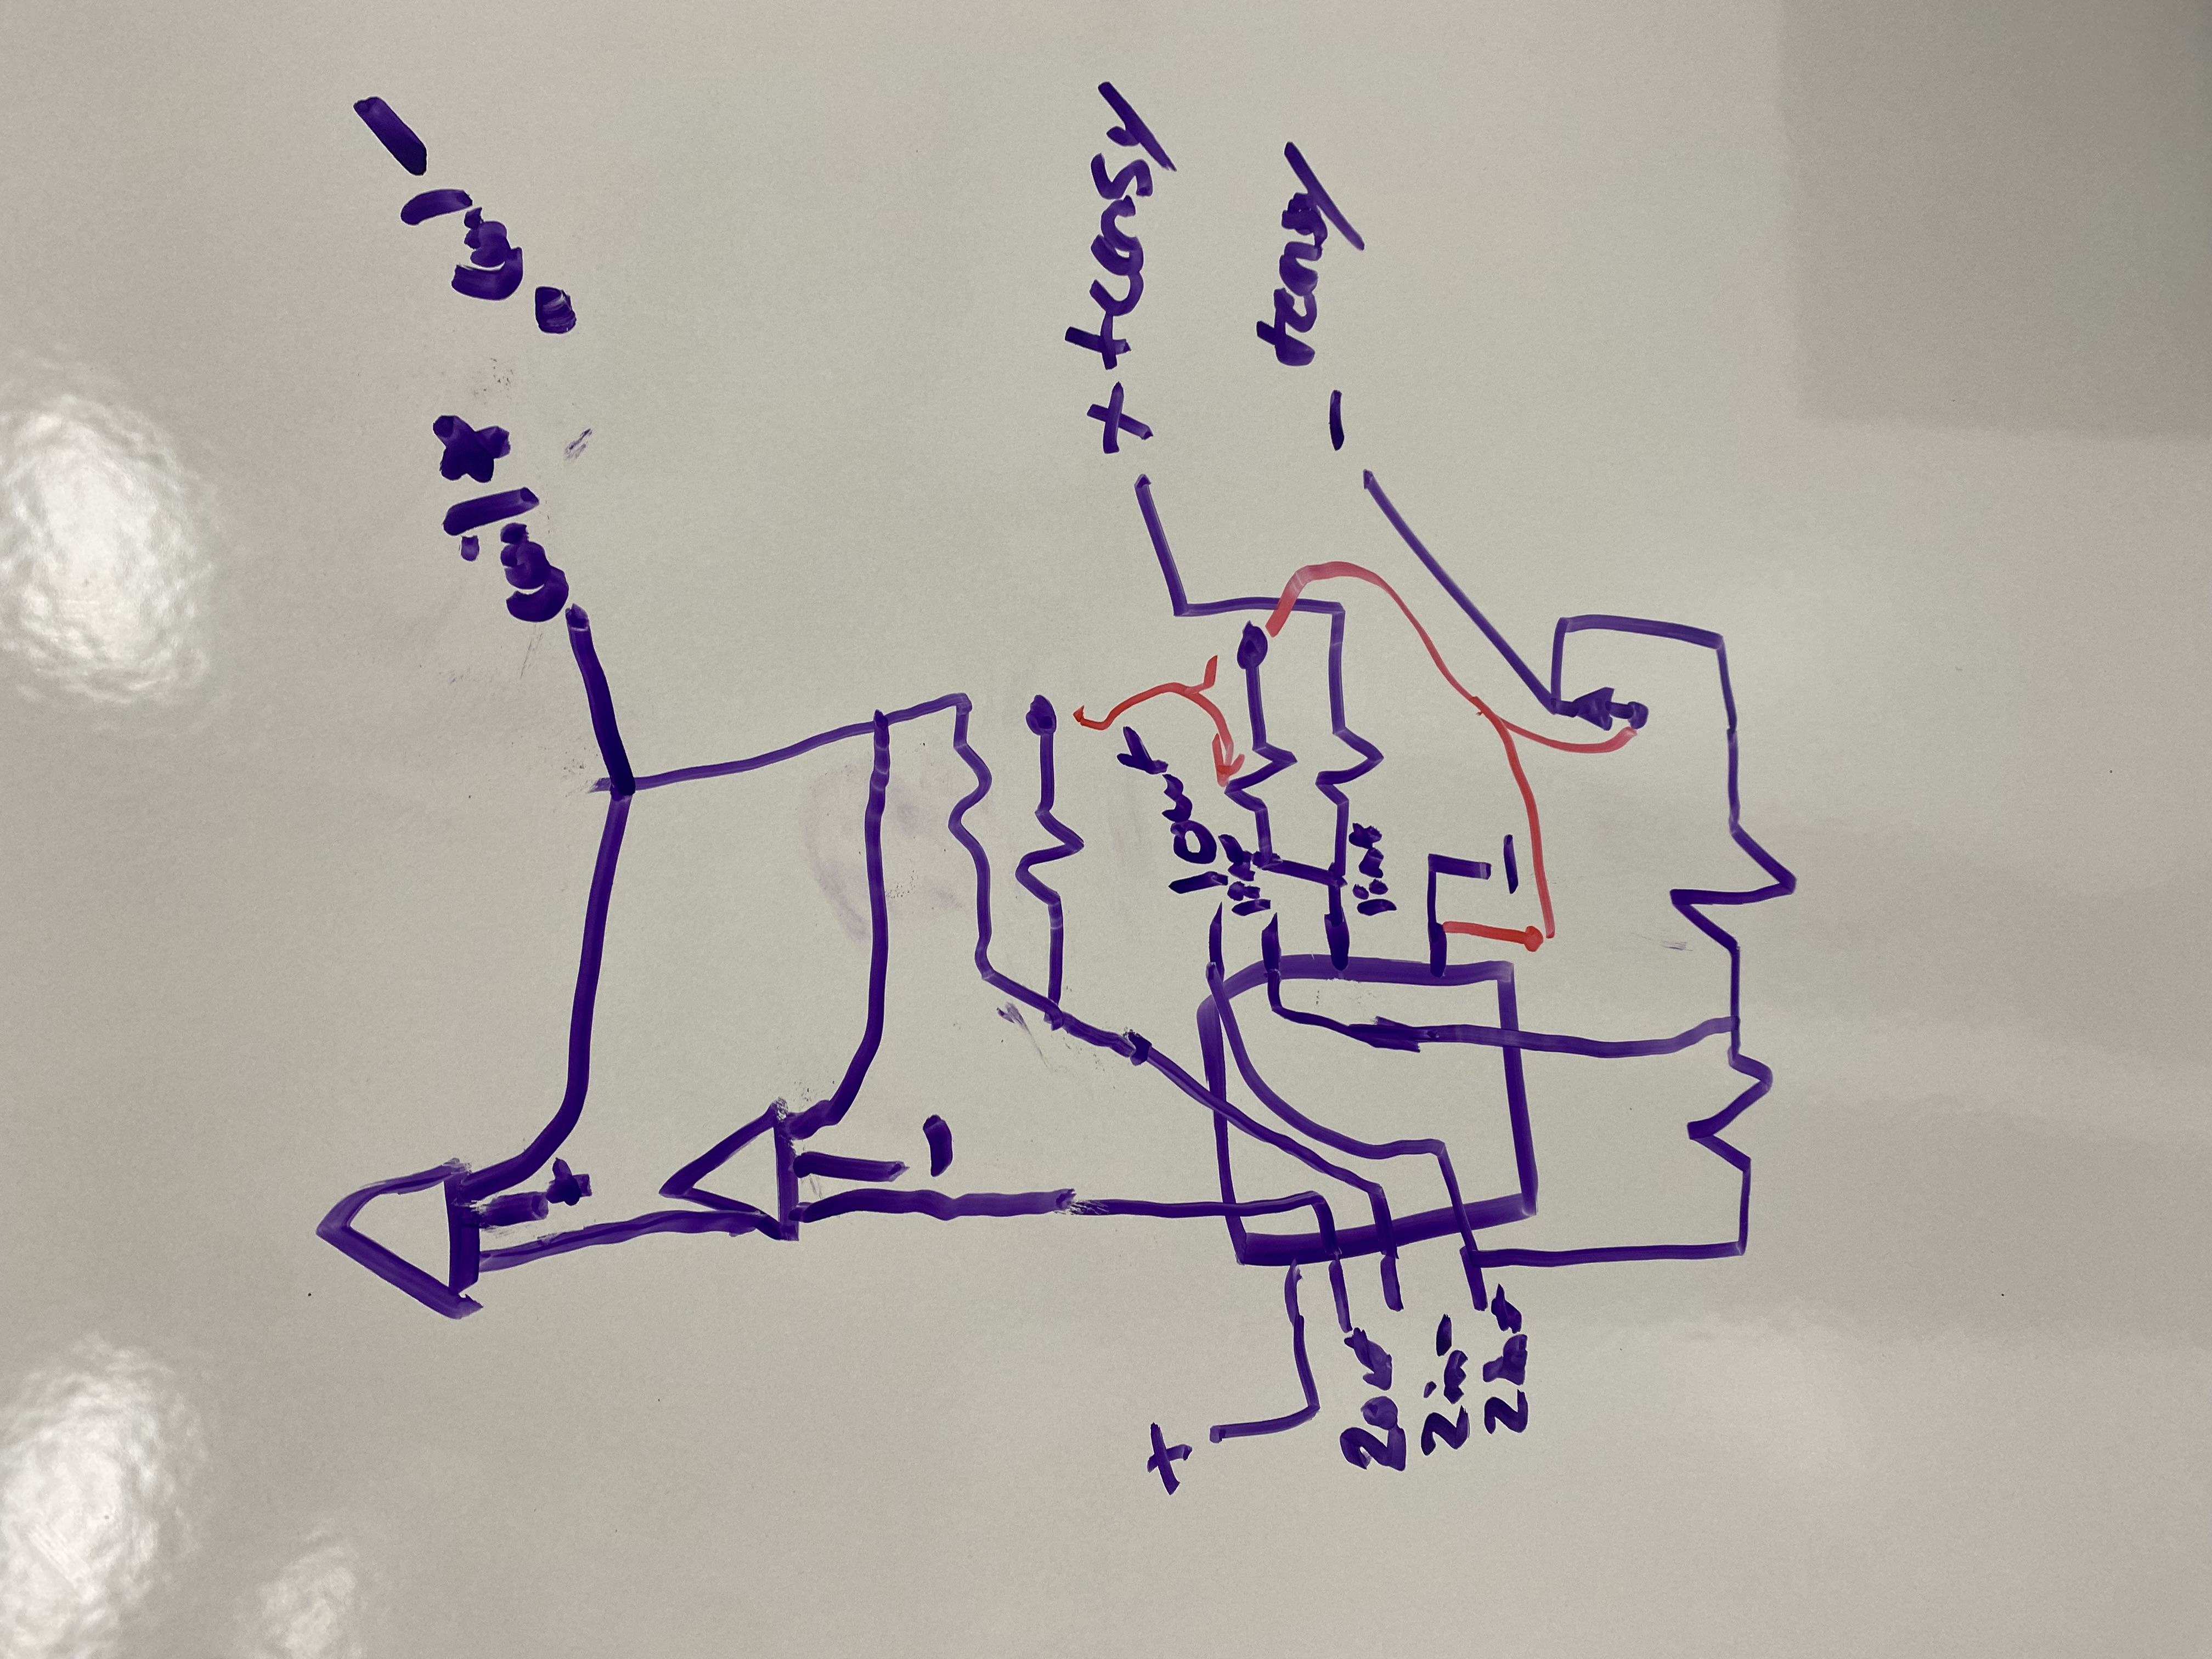 coil +
coil -
+
-
+ teensy
+
1out
1in-
- teensy
2out
1in+
2in-
2in+
-